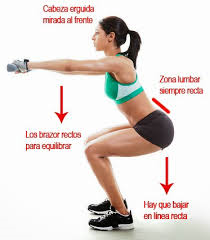 Cabeza erguida
mirada al frente
Zona lumbar
siempre recta
Los brazor rectos
para equilibrar
Hay que bajar
en linea recta